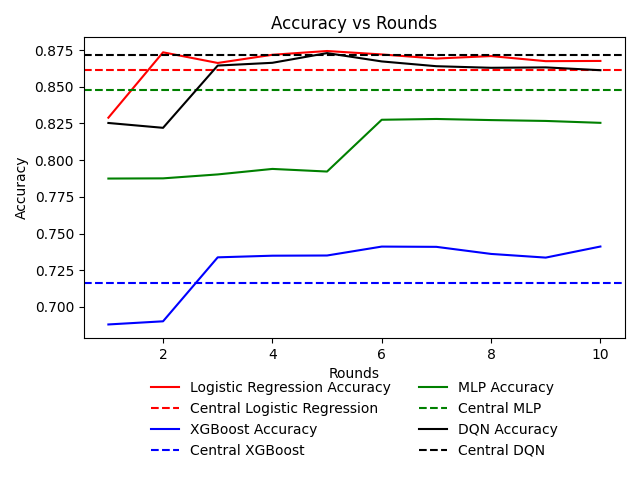 Accuracy vs Rounds
Accuracy
0.875
0.850
0.825
0.800
0.775
0.750
0.725
0.700
2 4 6 8 10
Rounds
Logistic Regression Accuracy
Central Logistic Regression
XGBoost Accuracy
Central XGBoost
MLP Accuracy
Central MLP
DQN Accuracy
Central DQN